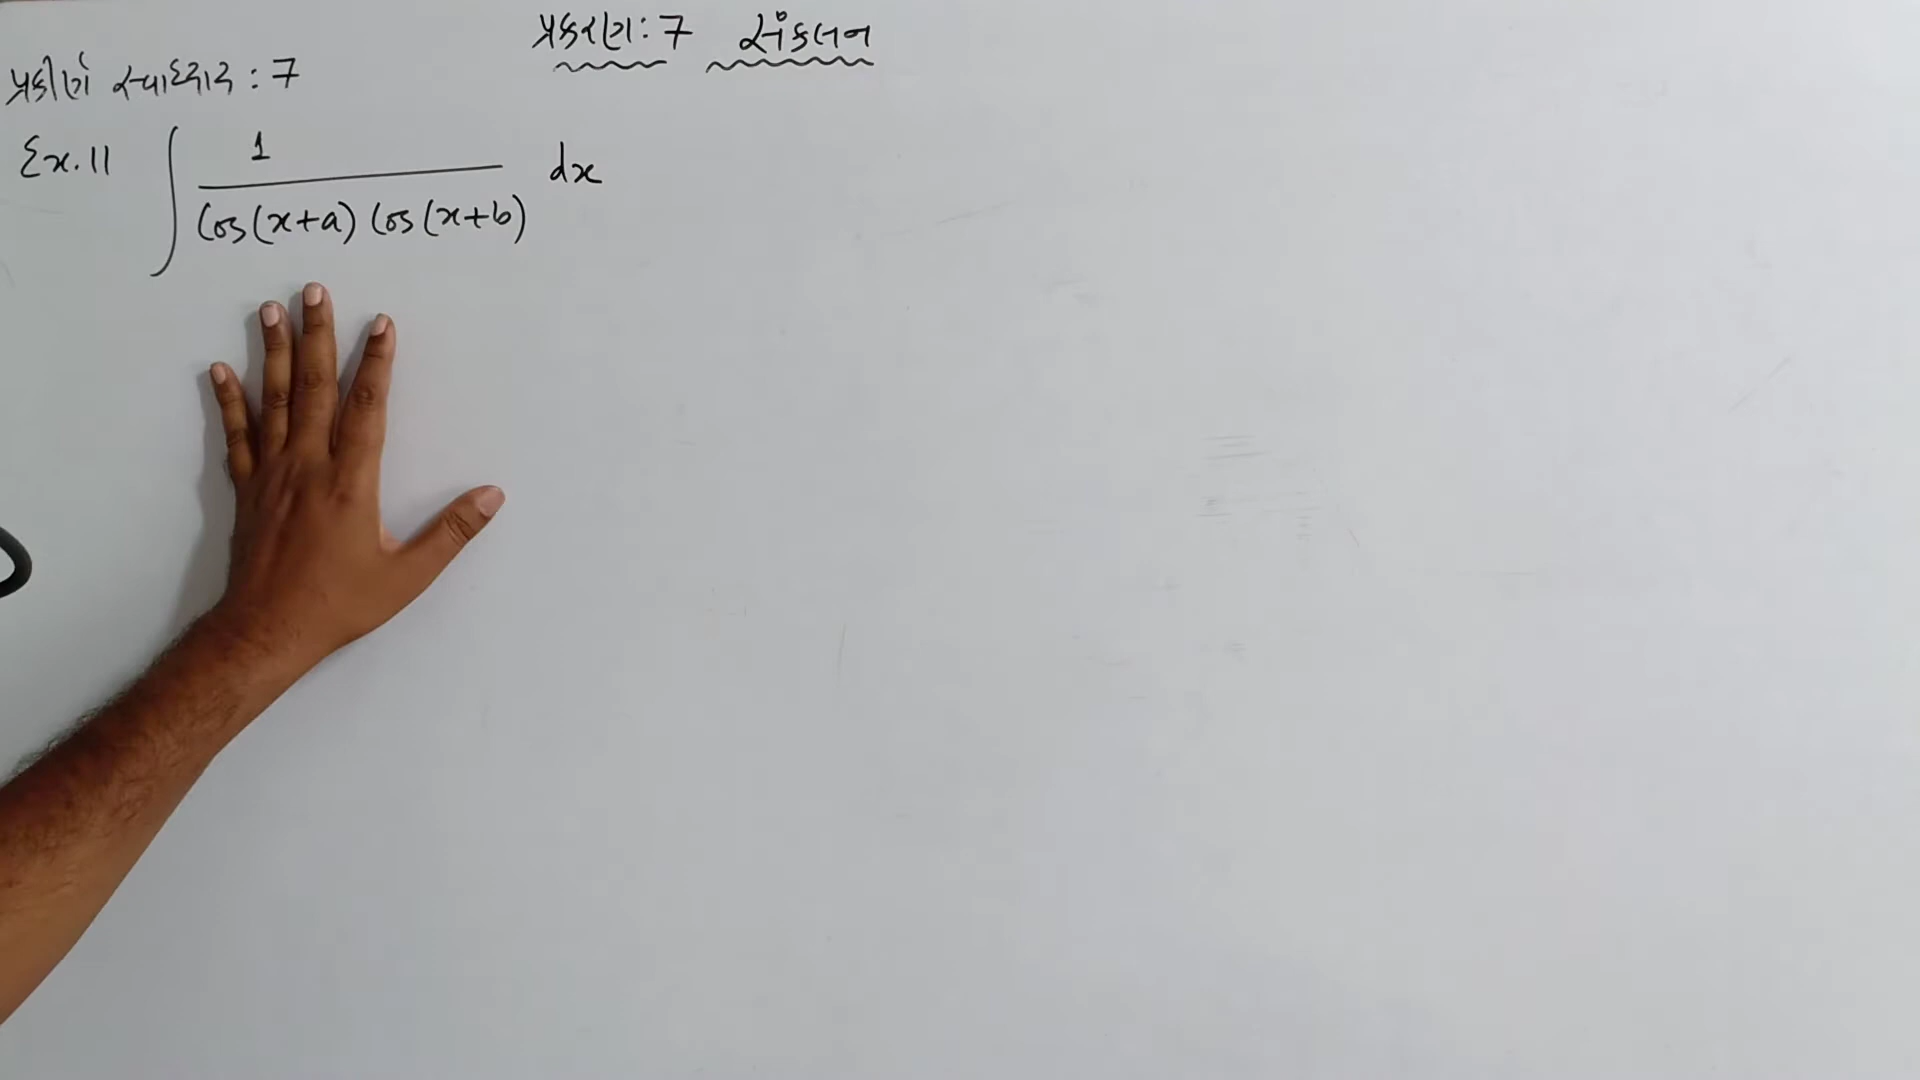 પ્રકરણ : 7 સંકલન
પ્રકીર્ણ સ્વાધ્યાય : 7
Ex. 11 ∫ 1 / (cos(x+a) cos(x+b)) dx